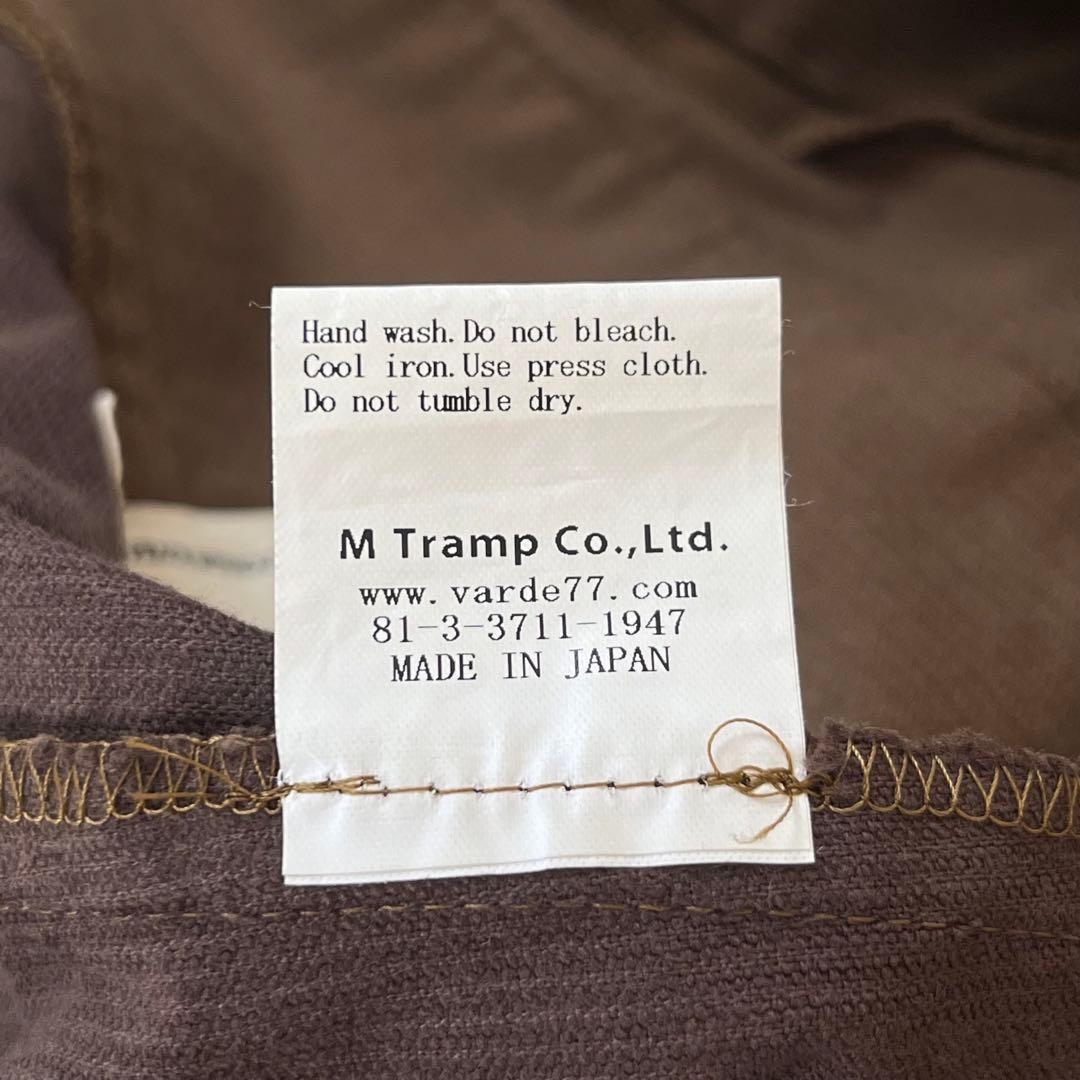 Hand wash. Do not bleach.
Cool iron. Use press cloth.
Do not tumble dry.
M Tramp Co.,Ltd.
www. varde77. com
81-3-3711-1947
MADE IN JAPAN